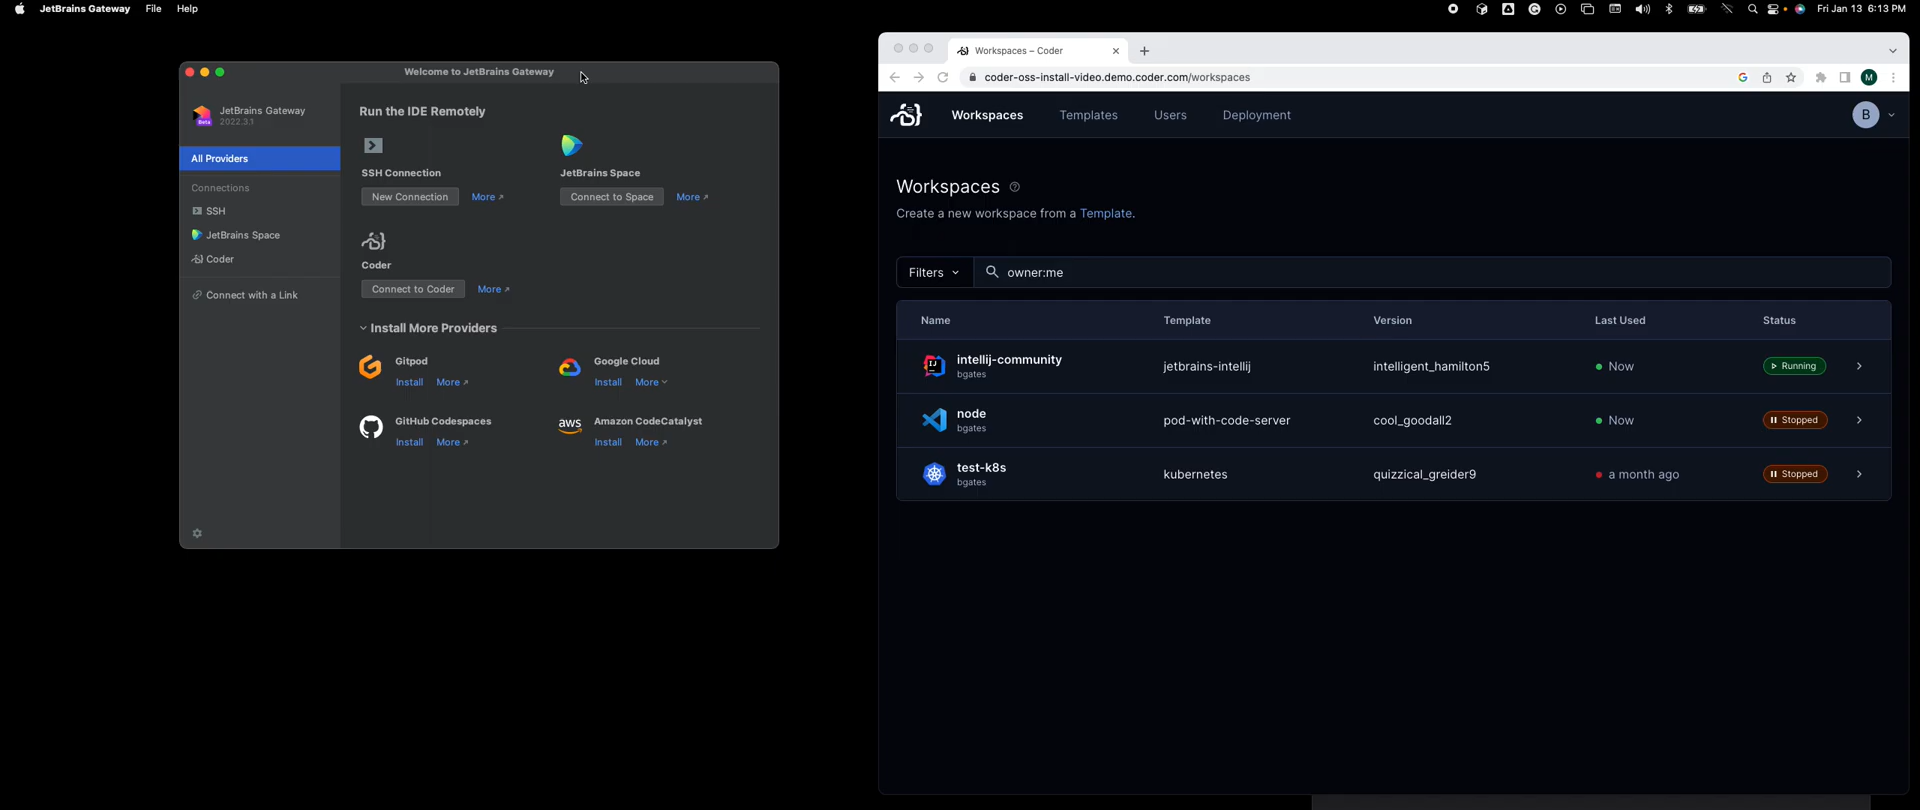 JetBrains Gateway File Help
Fri Jan 13 6:13 PM
Welcome to JetBrains Gateway
JetBrains Gateway
Beta
2022.3.1
All Providers
Connections
SSH
JetBrains Space
Coder
Connect with a Link
Run the IDE Remotely
SSH Connection
New Connection More
JetBrains Space
Connect to Space More
Coder
Connect to Coder More
Install More Providers
Gitpod
Install More
Google Cloud
Install More
GitHub Codespaces
Install More
aws
Amazon CodeCatalyst
Install More
Workspaces – Coder
coder-oss-install-video.demo.coder.com/workspaces
M
Workspaces Templates Users Deployment
B
Workspaces
Create a new workspace from a Template.
Filters owner:me
Name Template Version Last Used Status
IJ intellij-community jetbrains-intellij intelligent_hamilton5 Now Running
bgates
node pod-with-code-server cool_goodall2 Now Stopped
bgates
test-k8s kubernetes quizzical_greider9 a month ago Stopped
bgates